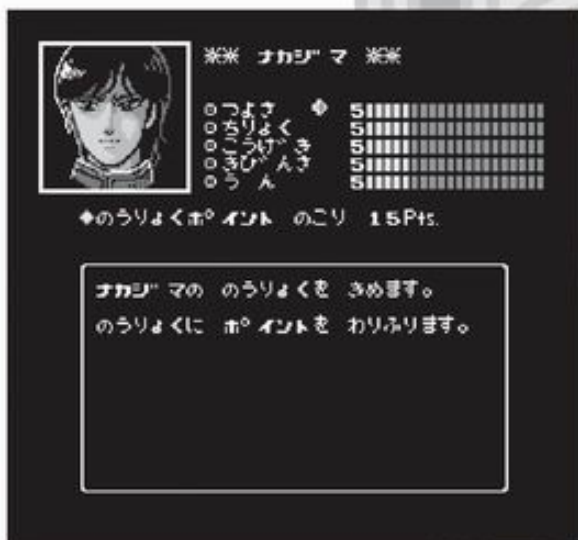 ※※ ナカジマ ※※
○つよさ ◆ 5
○ちりょく 5
○こうげき 5
○きびんさ 5
○うん 5
◆のうりょくポイント のこり 15Pts.
ナカジマの のうりょくを きめます。
のうりょくに ポイントを わりふります。